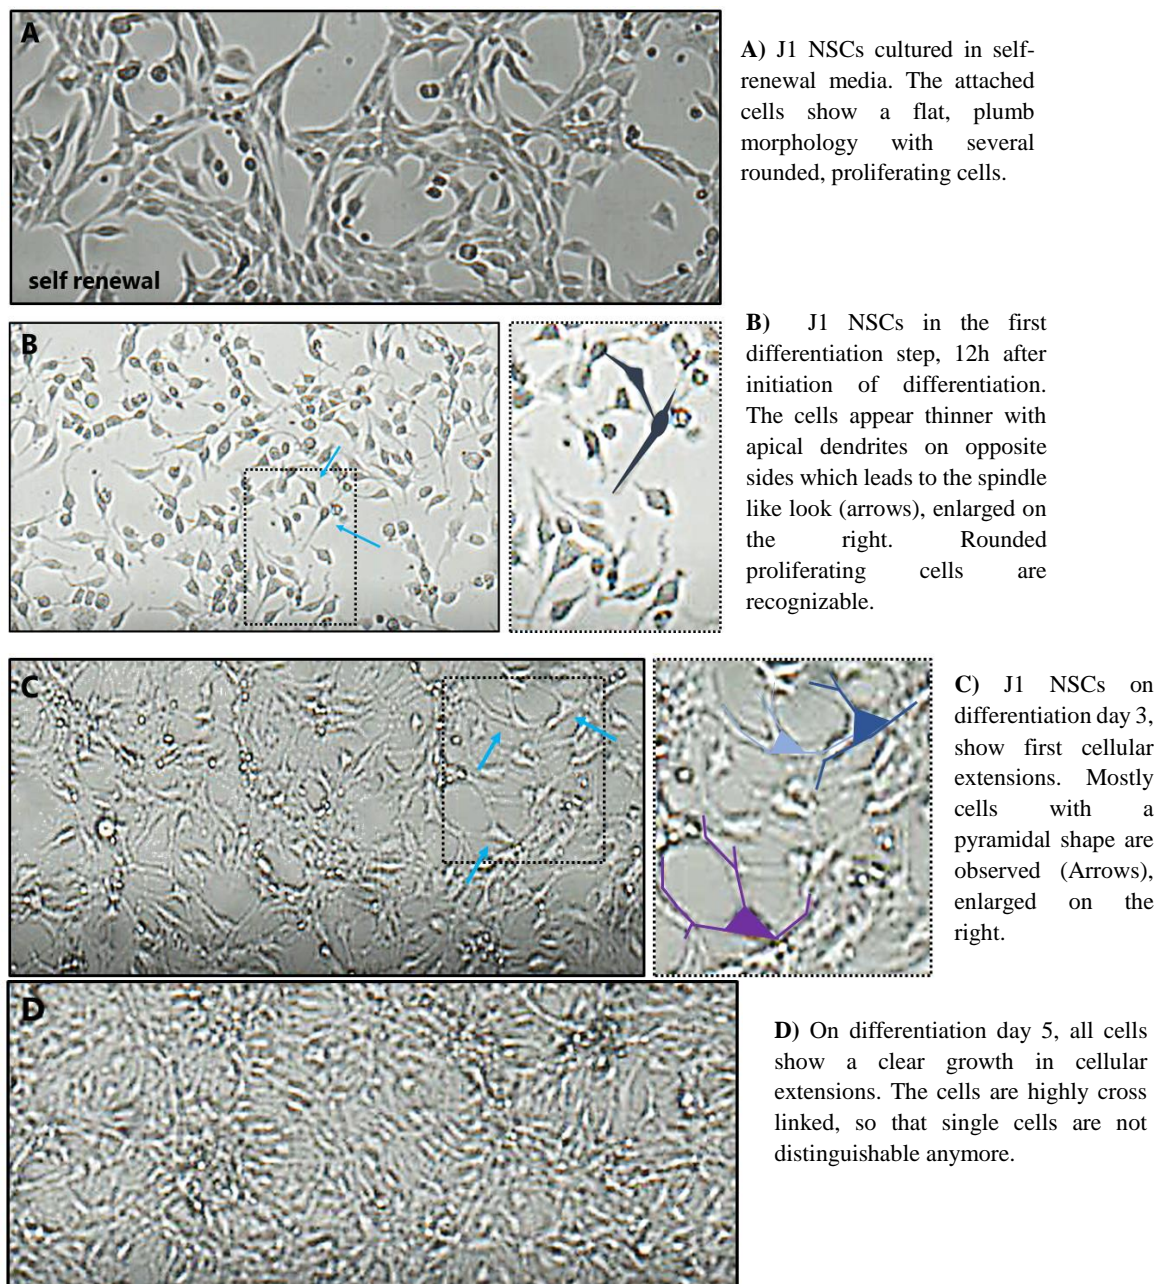 A
self renewal
A) J1 NSCs cultured in self-
renewal media. The attached
cells show a flat, plumb
morphology with several
rounded, proliferating cells.
B
B) J1 NSCs in the first
differentiation step, 12h after
initiation of differentiation.
The cells appear thinner with
apical dendrites on opposite
sides which leads to the spindle
like look (arrows), enlarged on
the right. Rounded
proliferating cells are
recognizable.
C
C) J1 NSCs on
differentiation day 3,
show first cellular
extensions. Mostly
cells with a
pyramidal shape are
observed (Arrows),
enlarged on the
right.
D
D) On differentiation day 5, all cells
show a clear growth in cellular
extensions. The cells are highly cross
linked, so that single cells are not
distinguishable anymore.